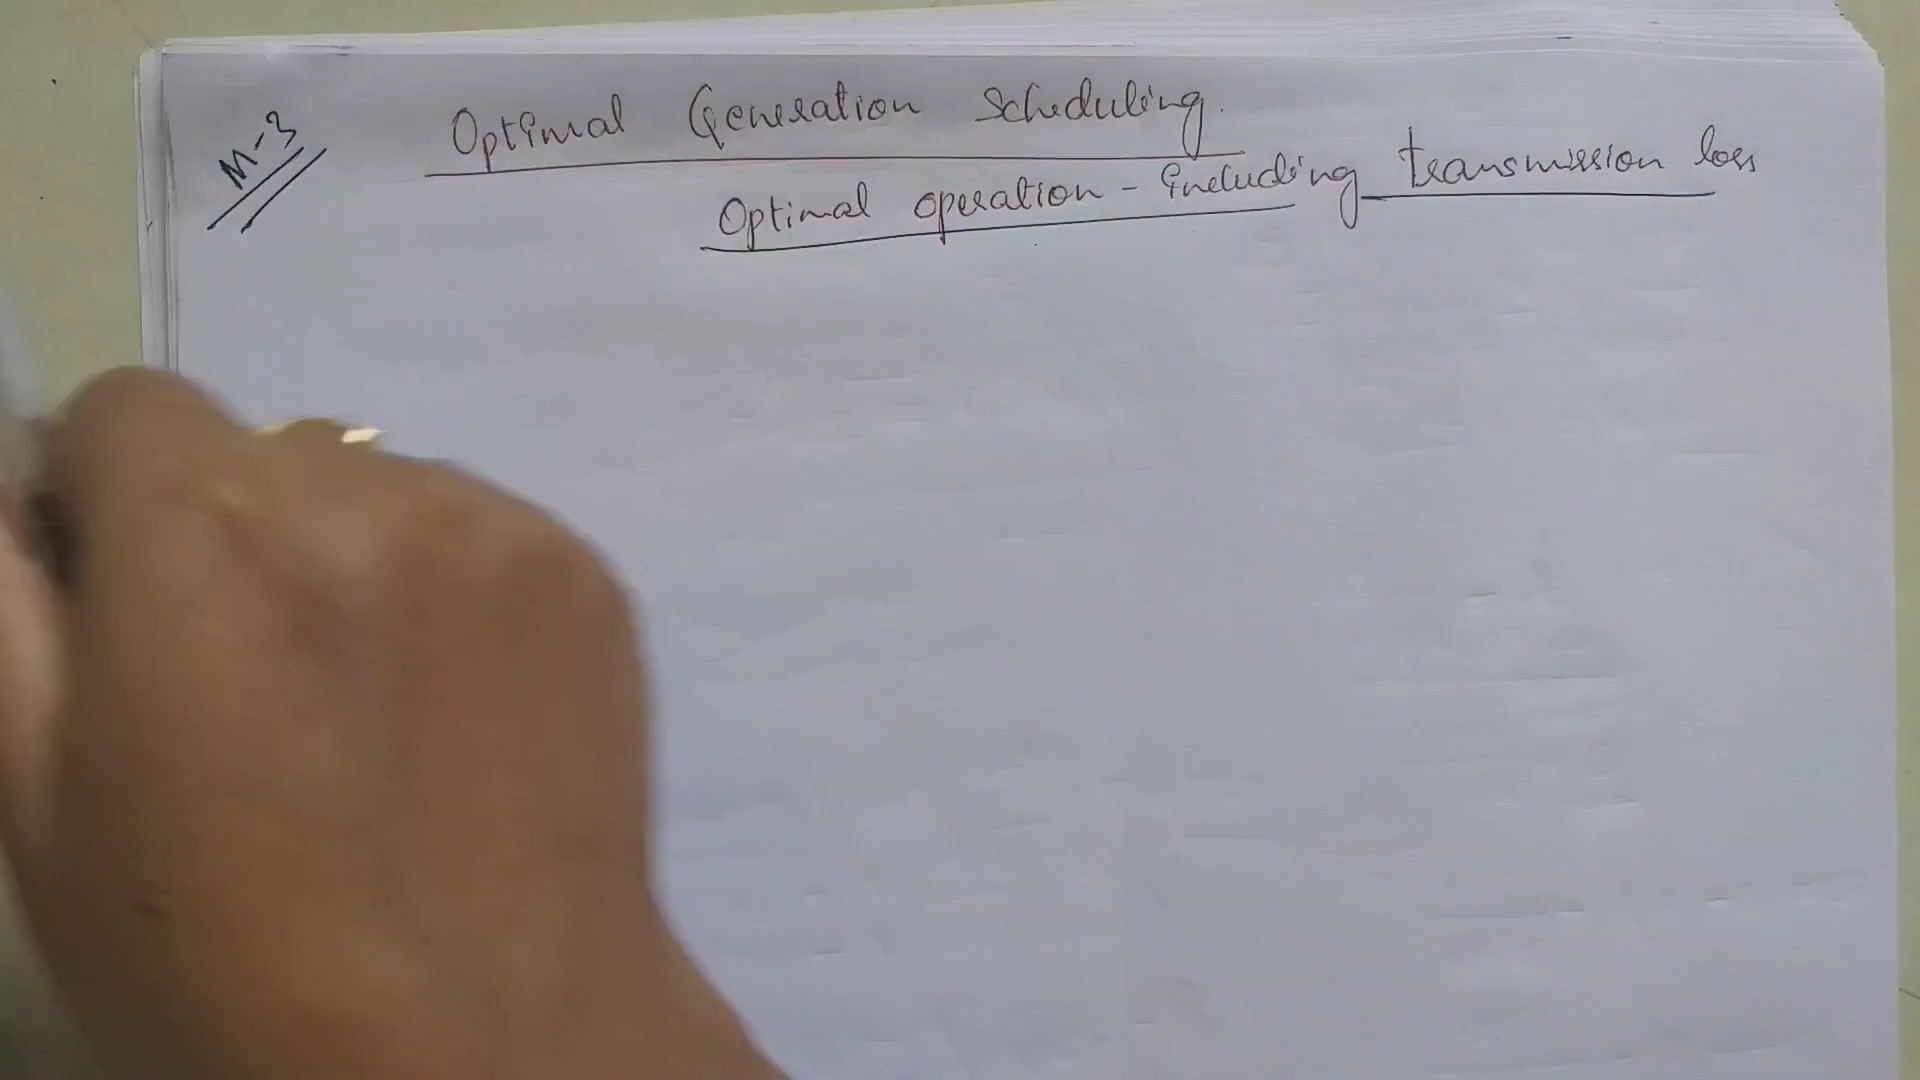 M-3
Optimal Generation Scheduling.
Optimal operation - including transmission loss